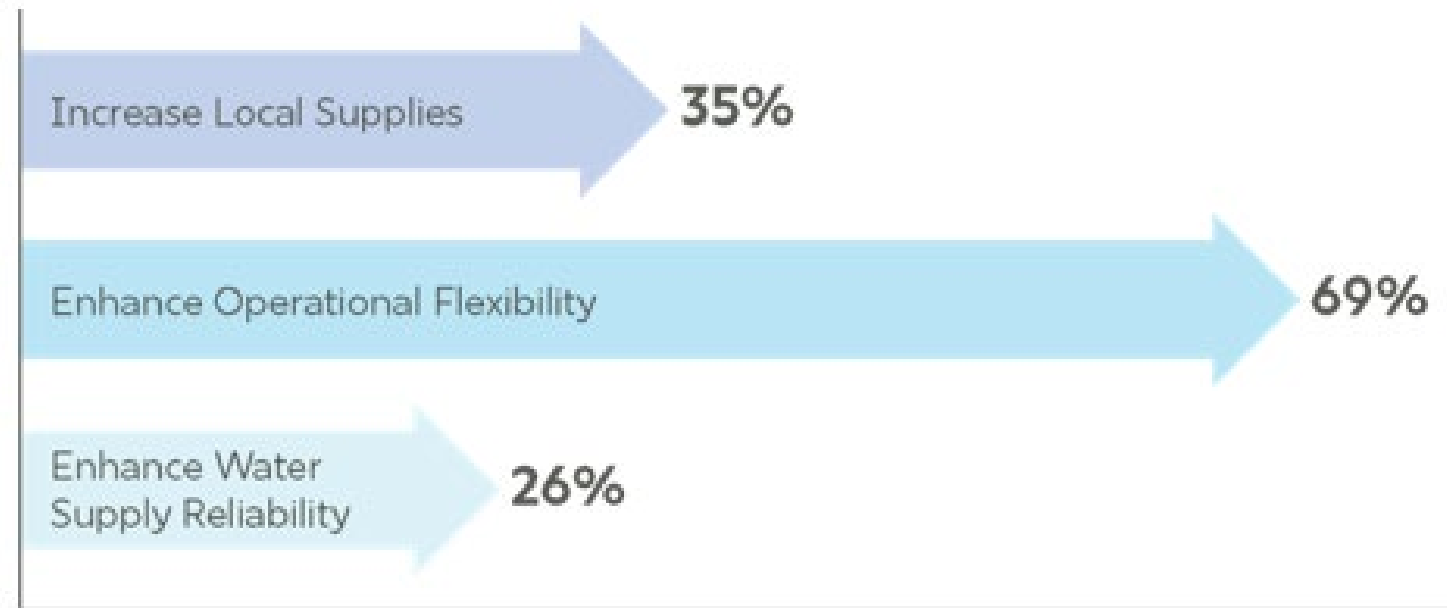 Increase Local Supplies 35%
Enhance Operational Flexibility 69%
Enhance Water
Supply Reliability
26%